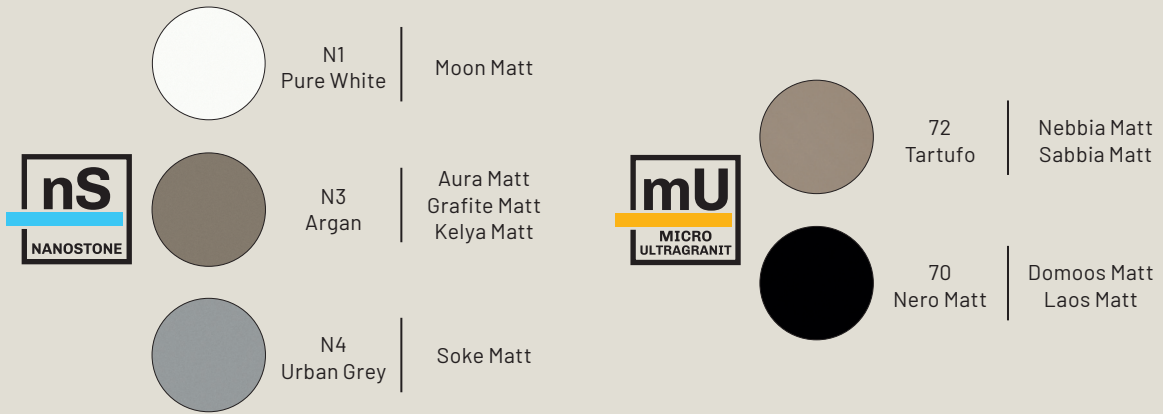 nS
NANOSTONE
N1
Pure White
Moon Matt
N3
Argan
Aura Matt
Grafite Matt
Kelya Matt
N4
Urban Grey
Soke Matt
mU
MICRO
ULTRAGRANIT
72
Tartufo
Nebbia Matt
Sabbia Matt
70
Nero Matt
Domoos Matt
Laos Matt